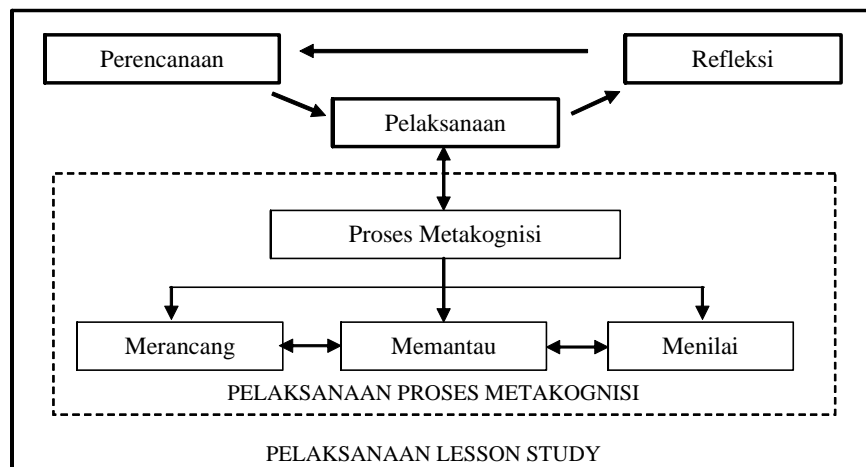 Perencanaan
Refleksi
Pelaksanaan
Proses Metakognisi
Merancang
Memantau
Menilai
PELAKSANAAN PROSES METAKOGNISI
PELAKSANAAN LESSON STUDY